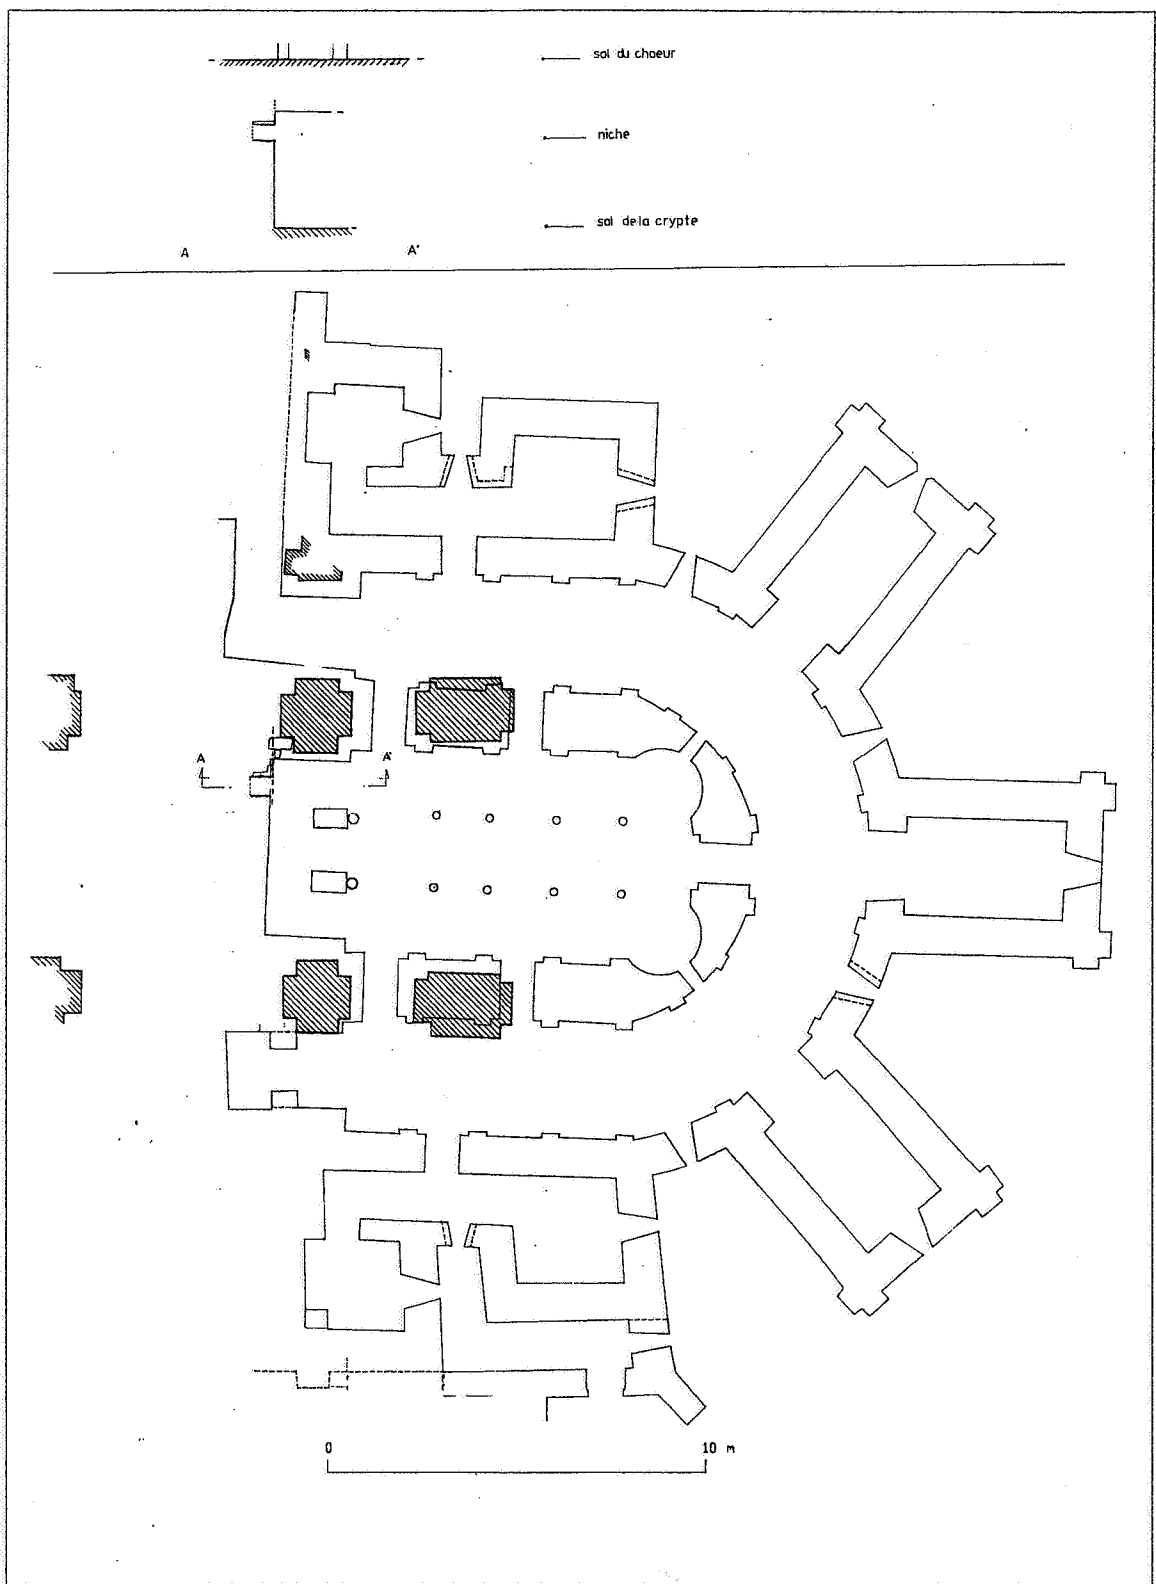 sol du choeur
niche
sol de la crypte
A A'
A A'
0 10 m